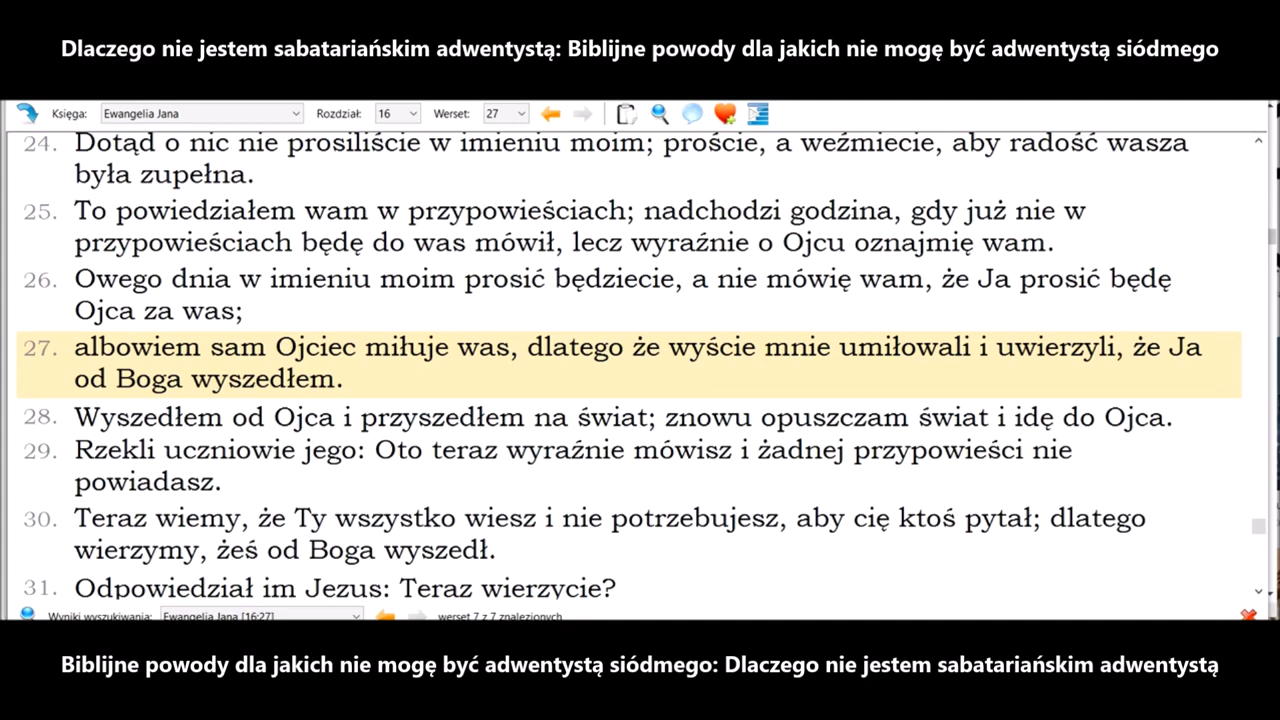 Dlaczego nie jestem sabatariańskim adwentystą: Biblijne powody dla jakich nie mogę być adwentystą siódmego
Księga: Ewangelia Jana Rozdział: 16 Werset: 27
24. Dotąd o nic nie prosiliście w imieniu moim; proście, a weźmiecie, aby radość wasza
była zupełna.
25. To powiedziałem wam w przypowieściach; nadchodzi godzina, gdy już nie w
przypowieściach będę do was mówił, lecz wyraźnie o Ojcu oznajmię wam.
26. Owego dnia w imieniu moim prosić będziecie, a nie mówię wam, że Ja prosić będę
Ojca za was;
27. albowiem sam Ojciec miłuje was, dlatego że wyście mnie umiłowali i uwierzyli, że Ja
od Boga wyszedłem.
28. Wyszedłem od Ojca i przyszedłem na świat; znowu opuszczam świat i idę do Ojca.
29. Rzekli uczniowie jego: Oto teraz wyraźnie mówisz i żadnej przypowieści nie
powiadasz.
30. Teraz wiemy, że Ty wszystko wiesz i nie potrzebujesz, aby cię ktoś pytał; dlatego
wierzymy, żeś od Boga wyszedł.
31. Odpowiedział im Jezus: Teraz wierzycie?
Wyniki wyszukiwania: Ewangelia Jana [16:27] werset 7 z 7 znalezionych
Biblijne powody dla jakich nie mogę być adwentystą siódmego: Dlaczego nie jestem sabatariańskim adwentystą